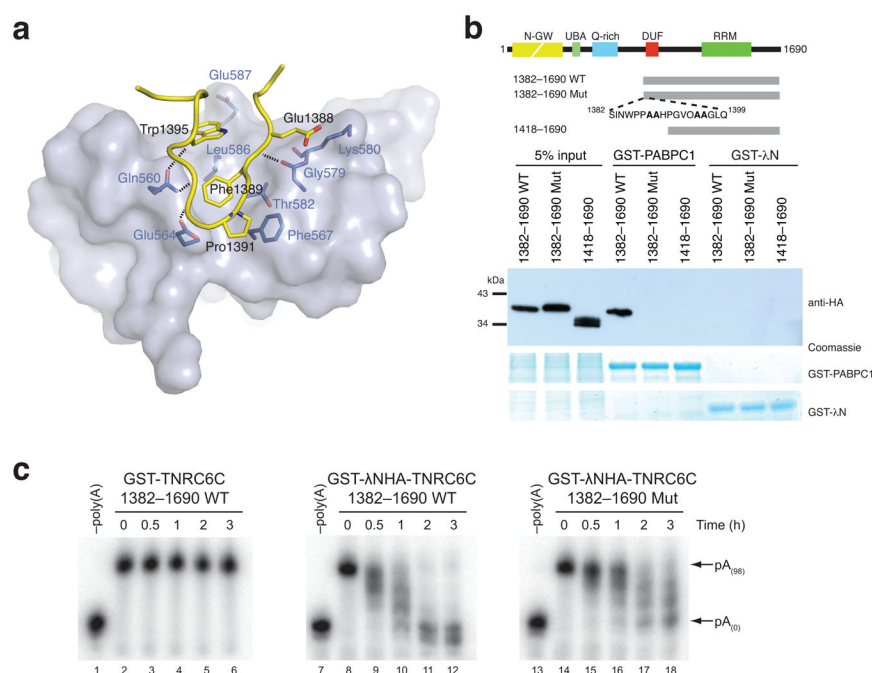 a
Glu587
Trp1395
Glu1388
Leu586
Lys580
Gln560
Gly579
Phe1389
Thr582
Glu564
Phe567
Pro1391
b
N-GW UBA Q-rich DUF RRM
1 1690
1382–1690 WT
1382–1690 Mut
1382 SINWPPAAHPGVOAAGLQ 1399
1418–1690
5% input GST-PABPC1 GST-λN
1382–1690 WT 1382–1690 Mut 1418–1690 1382–1690 WT 1382–1690 Mut 1418–1690 1382–1690 WT 1382–1690 Mut 1418–1690
kDa
43
34
anti-HA
Coomassie
GST-PABPC1
GST-λN
c
GST-TNRC6C
1382–1690 WT
–poly(A)
0 0.5 1 2 3
1 2 3 4 5 6
GST-λNHA-TNRC6C
1382–1690 WT
–poly(A)
0 0.5 1 2 3
7 8 9 10 11 12
GST-λNHA-TNRC6C
1382–1690 Mut
–poly(A)
0 0.5 1 2 3 Time (h)
pA(98)
pA(0)
13 14 15 16 17 18